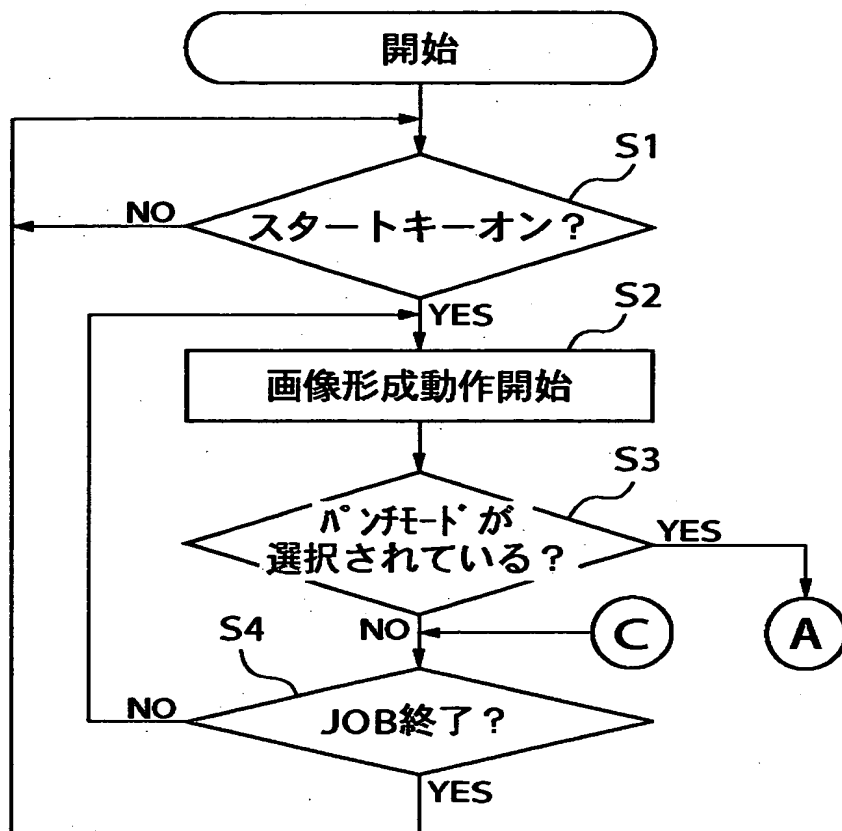 開始
S1
NO
スタートキーオン？
YES
S2
画像形成動作開始
S3
ﾊﾟﾝﾁﾓｰﾄﾞが
選択されている？
YES
NO
C
A
S4
NO
JOB終了？
YES